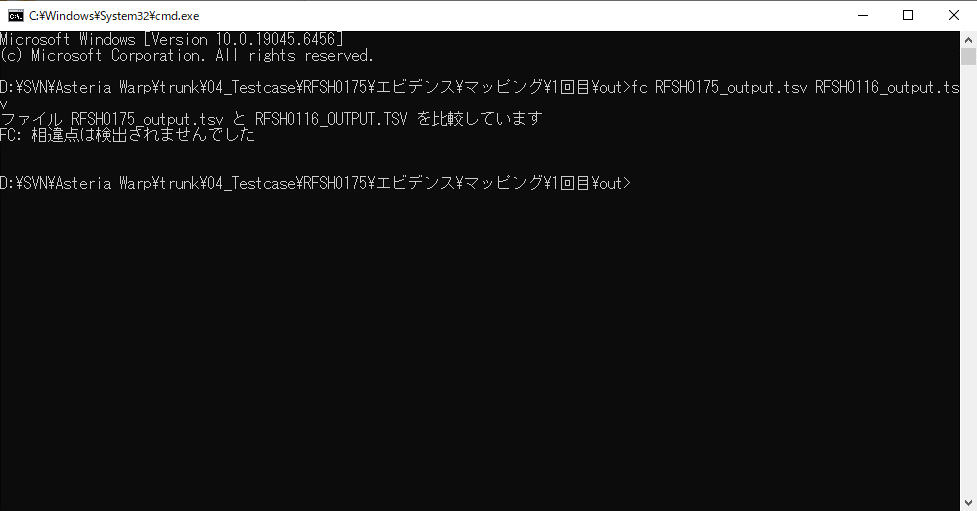 C:¥Windows¥System32¥cmd.exe
Microsoft Windows [Version 10.0.19045.6456]
(c) Microsoft Corporation. All rights reserved.
D:¥SVN¥Asteria Warp¥trunk¥04_Testcase¥RFSH0175¥エビデンス¥マッピング¥1回目¥out>fc RFSH0175_output.tsv RFSH0116_output.ts
v
ファイル RFSH0175_output.tsv と RFSH0116_OUTPUT.TSV を比較しています
FC: 相違点は検出されませんでした
D:¥SVN¥Asteria Warp¥trunk¥04_Testcase¥RFSH0175¥エビデンス¥マッピング¥1回目¥out>